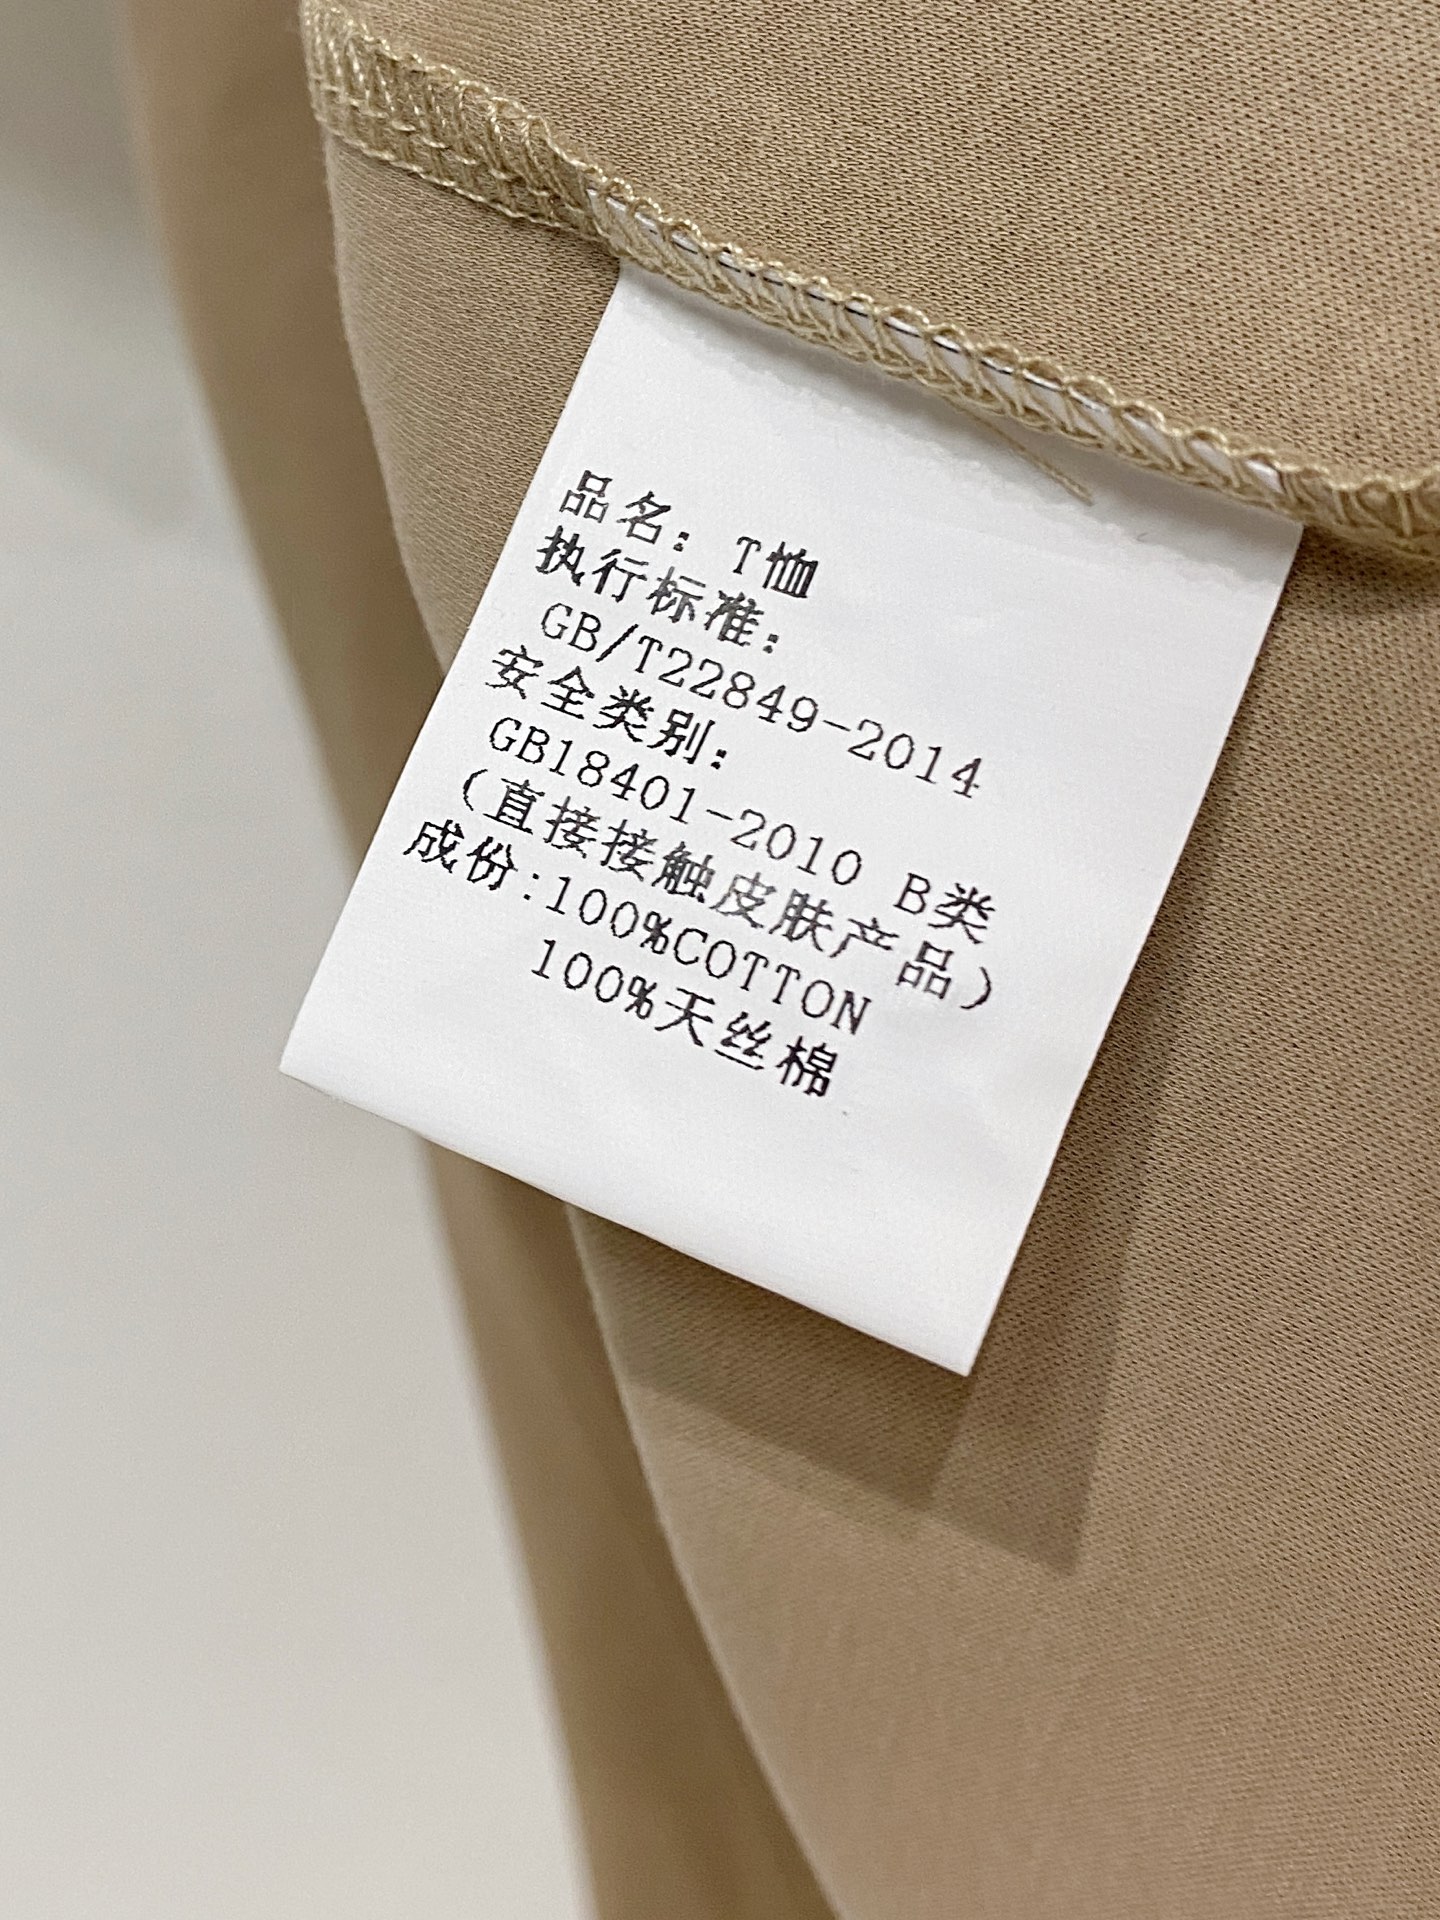 品名：T恤
执行标准：
GB/T22849-2014
安全类别：
GB18401-2010 B类
（直接接触皮肤产品）
成份:100%COTTON
100%天丝棉